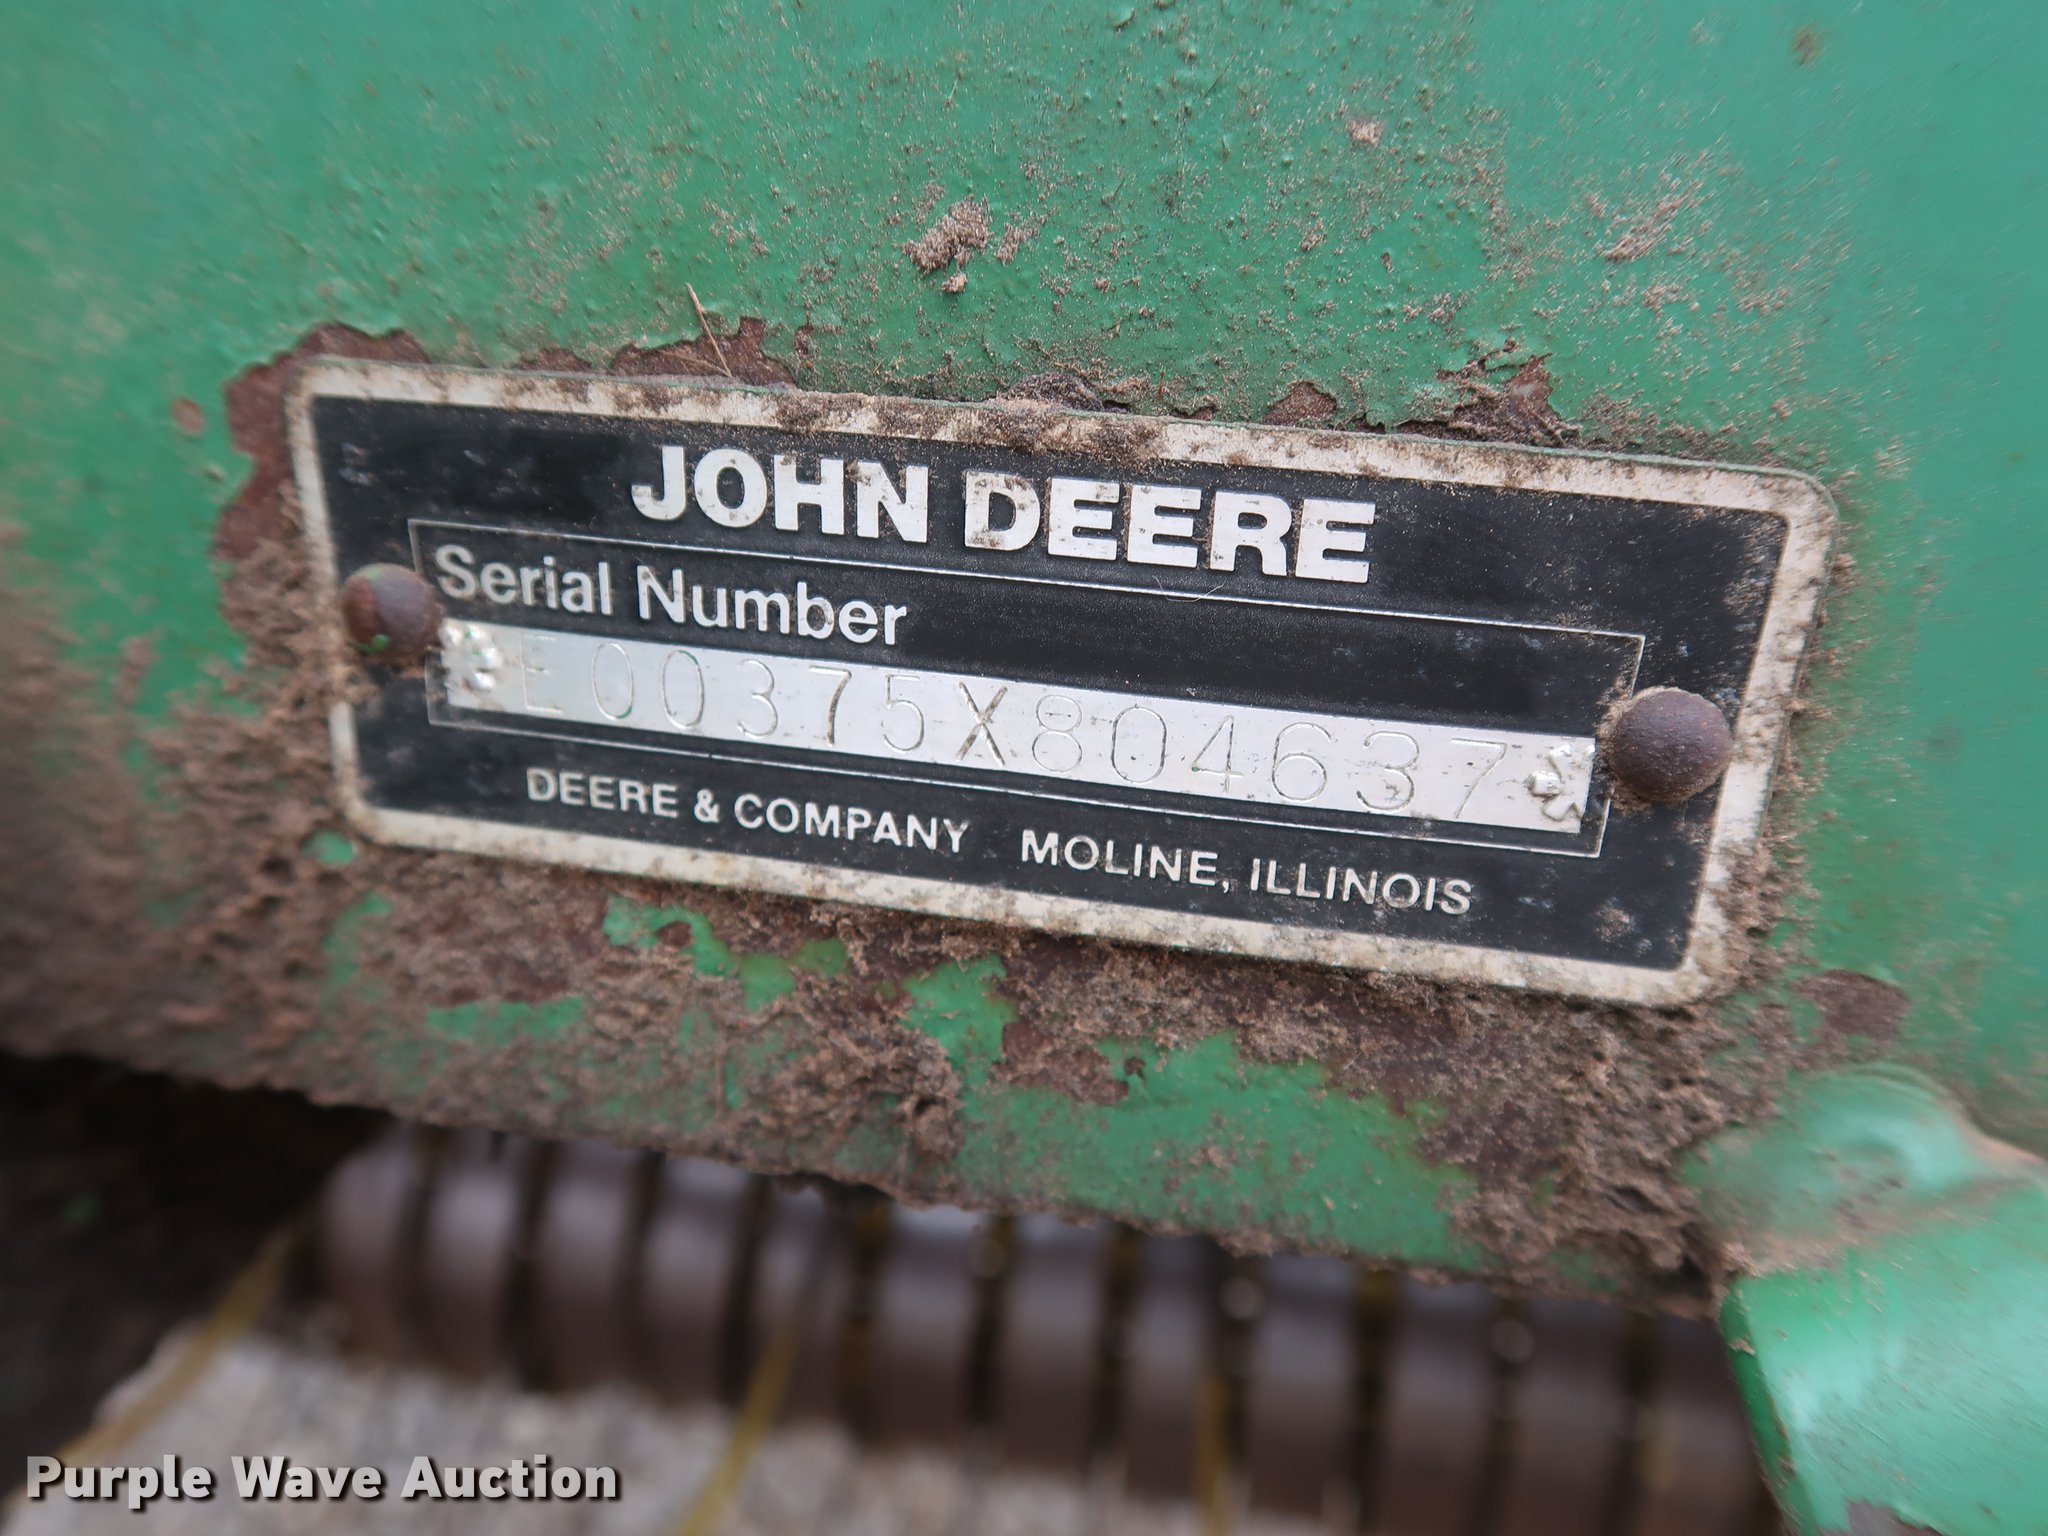 JOHN DEERE
Serial Number
E00375X804637
DEERE & COMPANY MOLINE, ILLINOIS
Purple Wave Auction